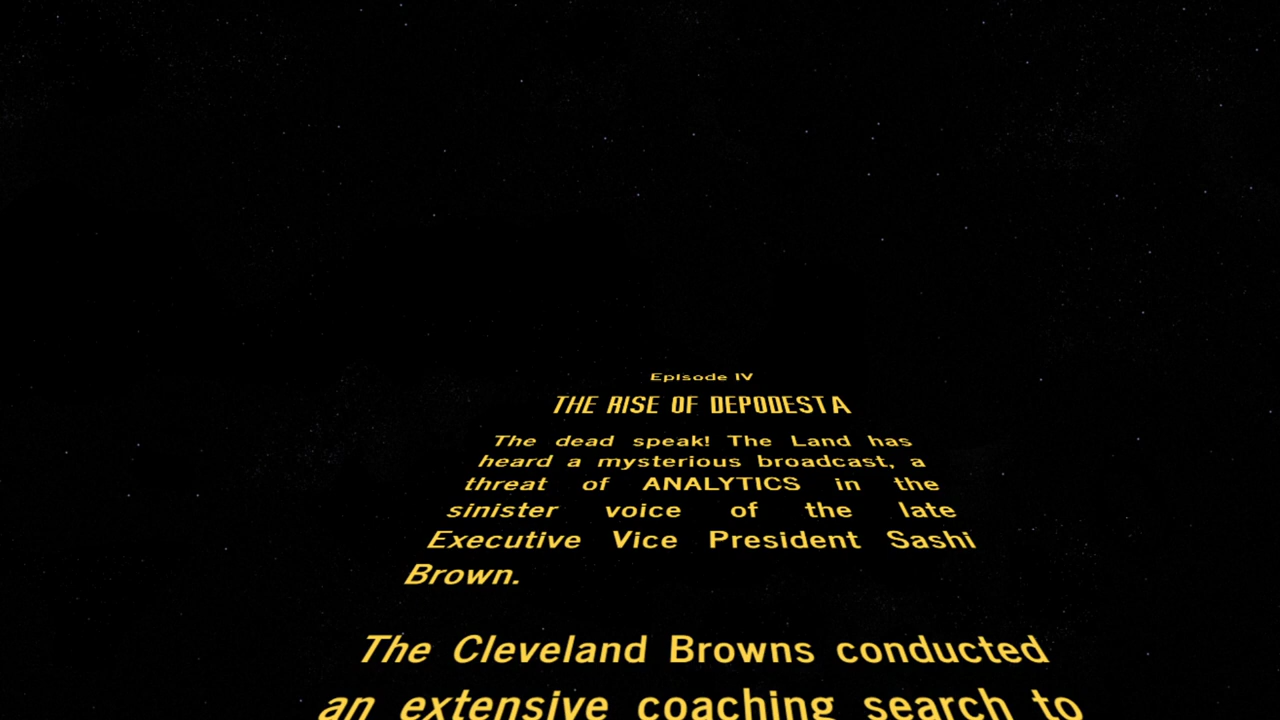 Episode IV
THE RISE OF DEPODESTA
The dead speak! The Land has
heard a mysterious broadcast, a
threat of ANALYTICS in the
sinister voice of the late
Executive Vice President Sashi
Brown.
The Cleveland Browns conducted
an extensive coaching search to